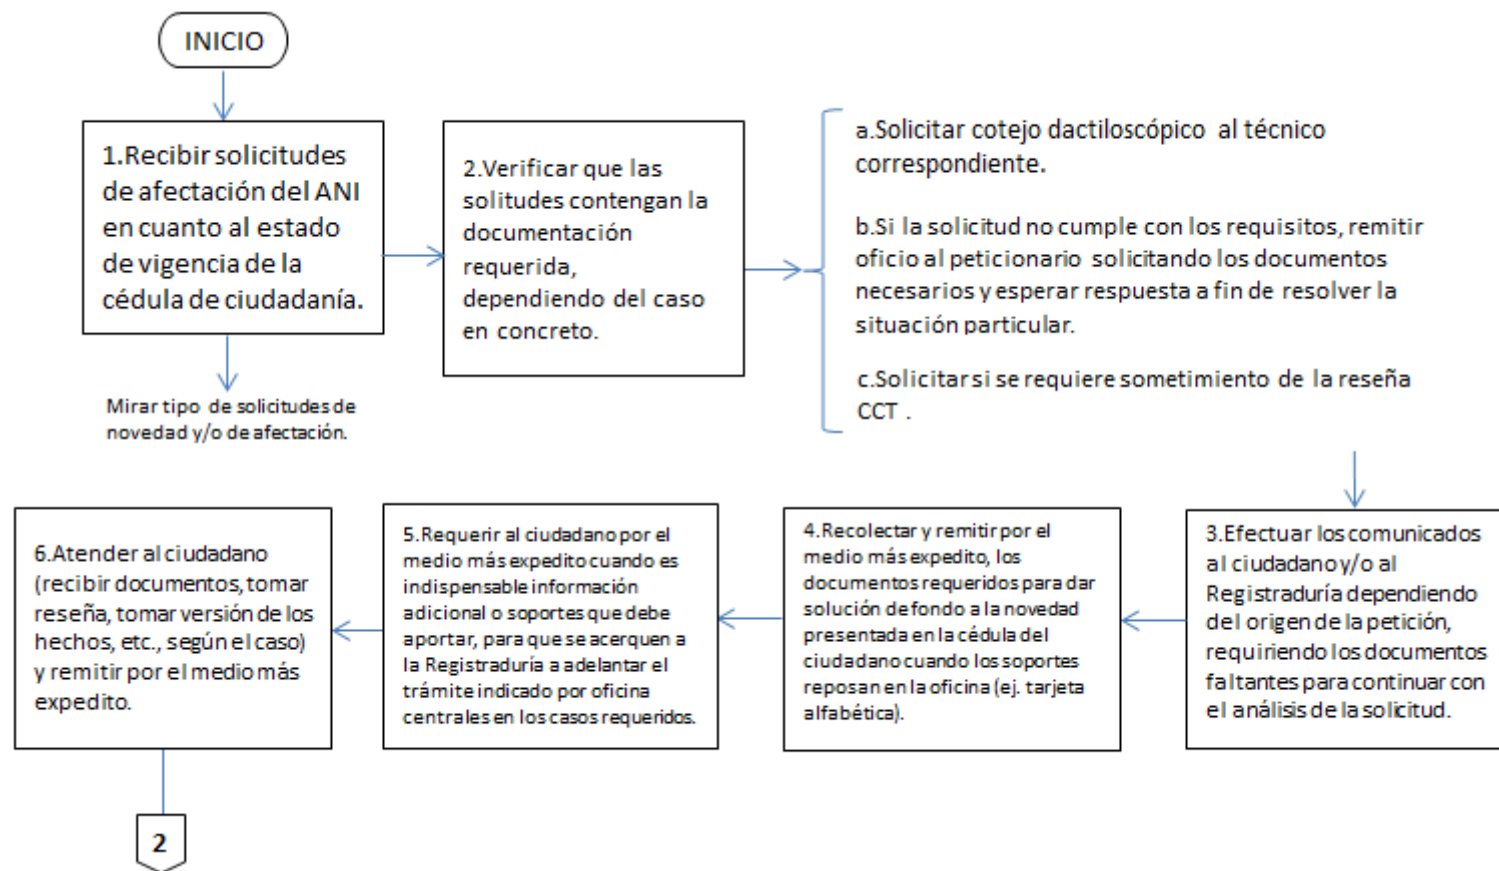 INICIO
1.Recibir solicitudes
de afectación del ANI
en cuanto al estado
de vigencia de la
cédula de ciudadanía.
Mirar tipo de solicitudes de
novedad y/o de afectación.
2.Verificar que las
solitudes contengan la
documentación
requerida,
dependiendo del caso
en concreto.
a.Solicitar cotejo dactiloscópico al técnico
correspondiente.
b.Si la solicitud no cumple con los requisitos, remitir
oficio al peticionario solicitando los documentos
necesarios y esperar respuesta a fin de resolver la
situación particular.
c.Solicitar si se requiere sometimiento de la reseña
CCT .
3.Efectuar los comunicados
al ciudadano y/o al
Registraduría dependiendo
del origen de la petición,
requiriendo los documentos
faltantes para continuar con
el análisis de la solicitud.
4.Recolectar y remitir por el
medio más expedito, los
documentos requeridos para dar
solución de fondo a la novedad
presentada en la cédula del
ciudadano cuando los soportes
reposan en la oficina (ej. tarjeta
alfabética).
5.Requerir al ciudadano por el
medio más expedito cuando es
indispensable información
adicional o soportes que debe
aportar, para que se acerquen a
la Registraduría a adelantar el
trámite indicado por oficina
centrales en los casos requeridos.
6.Atender al ciudadano
(recibir documentos, tomar
reseña, tomar versión de los
hechos, etc., según el caso)
y remitir por el medio más
expedito.
2